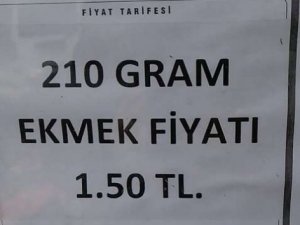 FİYAT TARİFESİ
210 GRAM
EKMEK FİYATI
1.50 TL.